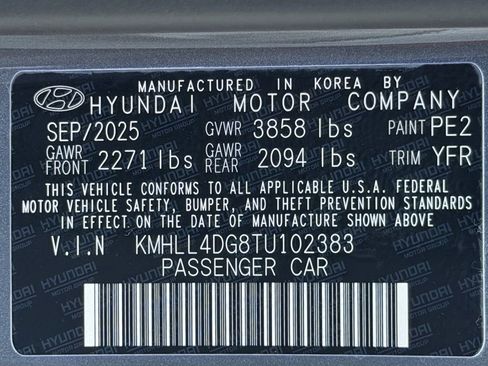 MANUFACTURED IN KOREA BY
HYUNDAI MOTOR COMPANY
SEP/2025 GVWR 3858 lbs PAINT PE2
GAWR FRONT 2271 lbs GAWR REAR 2094 lbs TRIM YFR
THIS VEHICLE CONFORMS TO ALL APPLICABLE U.S.A. FEDERAL
MOTOR VEHICLE SAFETY, BUMPER, AND THEFT PREVENTION STANDARDS
IN EFFECT ON THE DATE OF MANUFACTURE SHOWN ABOVE
V.I.N KMHLL4DG8TU102383
PASSENGER CAR